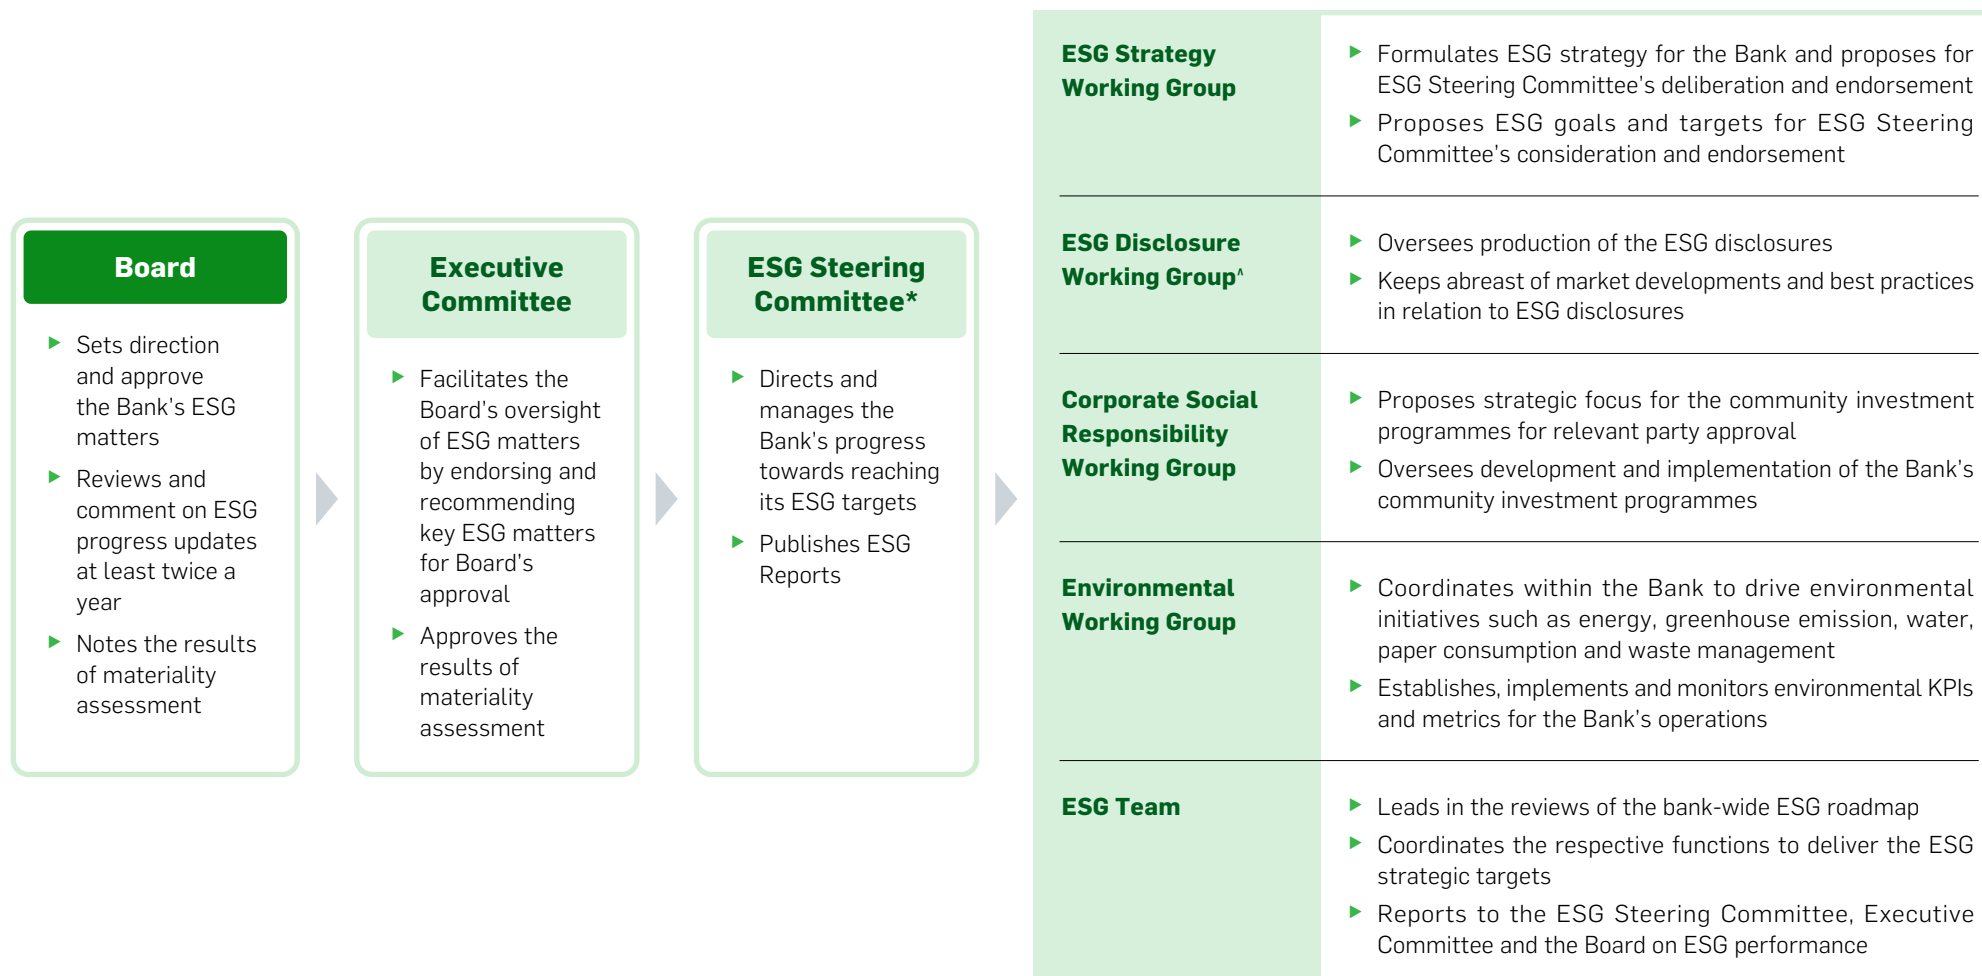 Board
▶ Sets direction
and approve
the Bank's ESG
matters
▶ Reviews and
comment on ESG
progress updates
at least twice a
year
▶ Notes the results
of materiality
assessment
Executive
Committee
▶ Facilitates the
Board's oversight
of ESG matters
by endorsing and
recommending
key ESG matters
for Board's
approval
▶ Approves the
results of
materiality
assessment
ESG Steering
Committee*
▶ Directs and
manages the
Bank's progress
towards reaching
its ESG targets
▶ Publishes ESG
Reports
ESG Strategy
Working Group
▶ Formulates ESG strategy for the Bank and proposes for
ESG Steering Committee's deliberation and endorsement
▶ Proposes ESG goals and targets for ESG Steering
Committee's consideration and endorsement
ESG Disclosure
Working Group^
▶ Oversees production of the ESG disclosures
▶ Keeps abreast of market developments and best practices
in relation to ESG disclosures
Corporate Social
Responsibility
Working Group
▶ Proposes strategic focus for the community investment
programmes for relevant party approval
▶ Oversees development and implementation of the Bank's
community investment programmes
Environmental
Working Group
▶ Coordinates within the Bank to drive environmental
initiatives such as energy, greenhouse emission, water,
paper consumption and waste management
▶ Establishes, implements and monitors environmental KPIs
and metrics for the Bank's operations
ESG Team
▶ Leads in the reviews of the bank-wide ESG roadmap
▶ Coordinates the respective functions to deliver the ESG
strategic targets
▶ Reports to the ESG Steering Committee, Executive
Committee and the Board on ESG performance